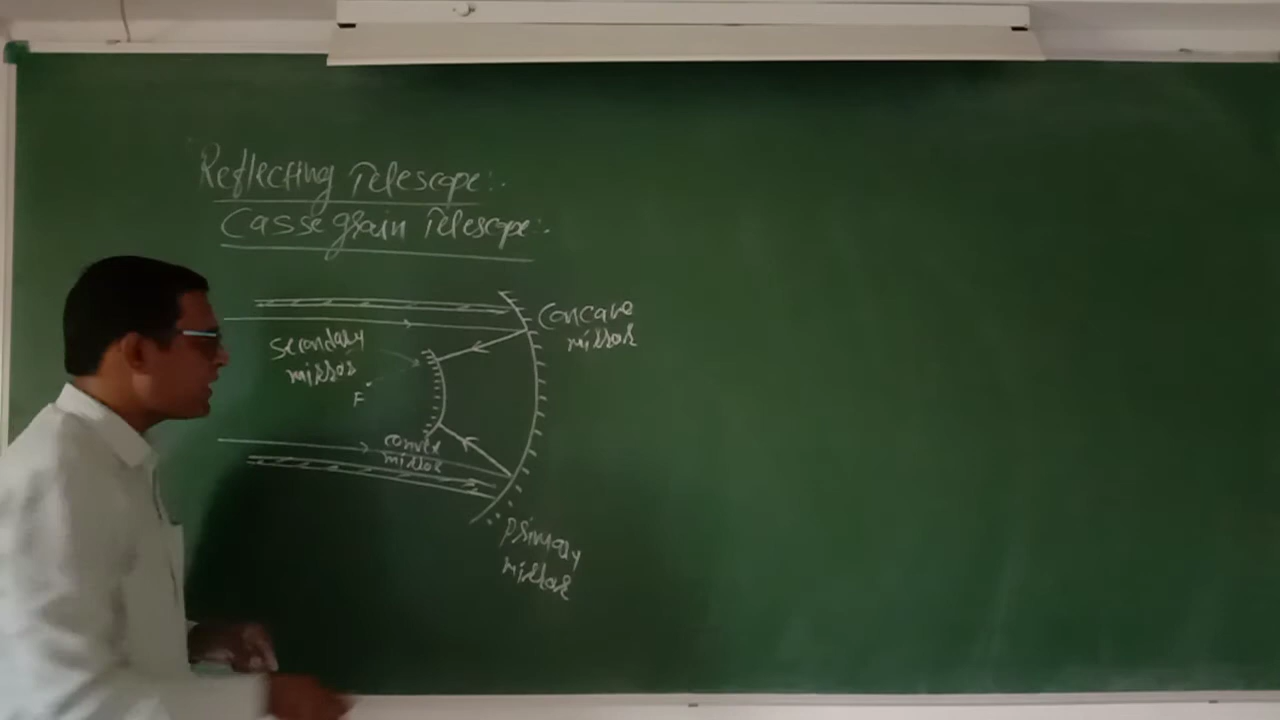 Reflecting Telescope:.
Cassegrain Telescope:.
Concave
mirror
Secondary
mirror
F
convex
mirror
Primary
mirror